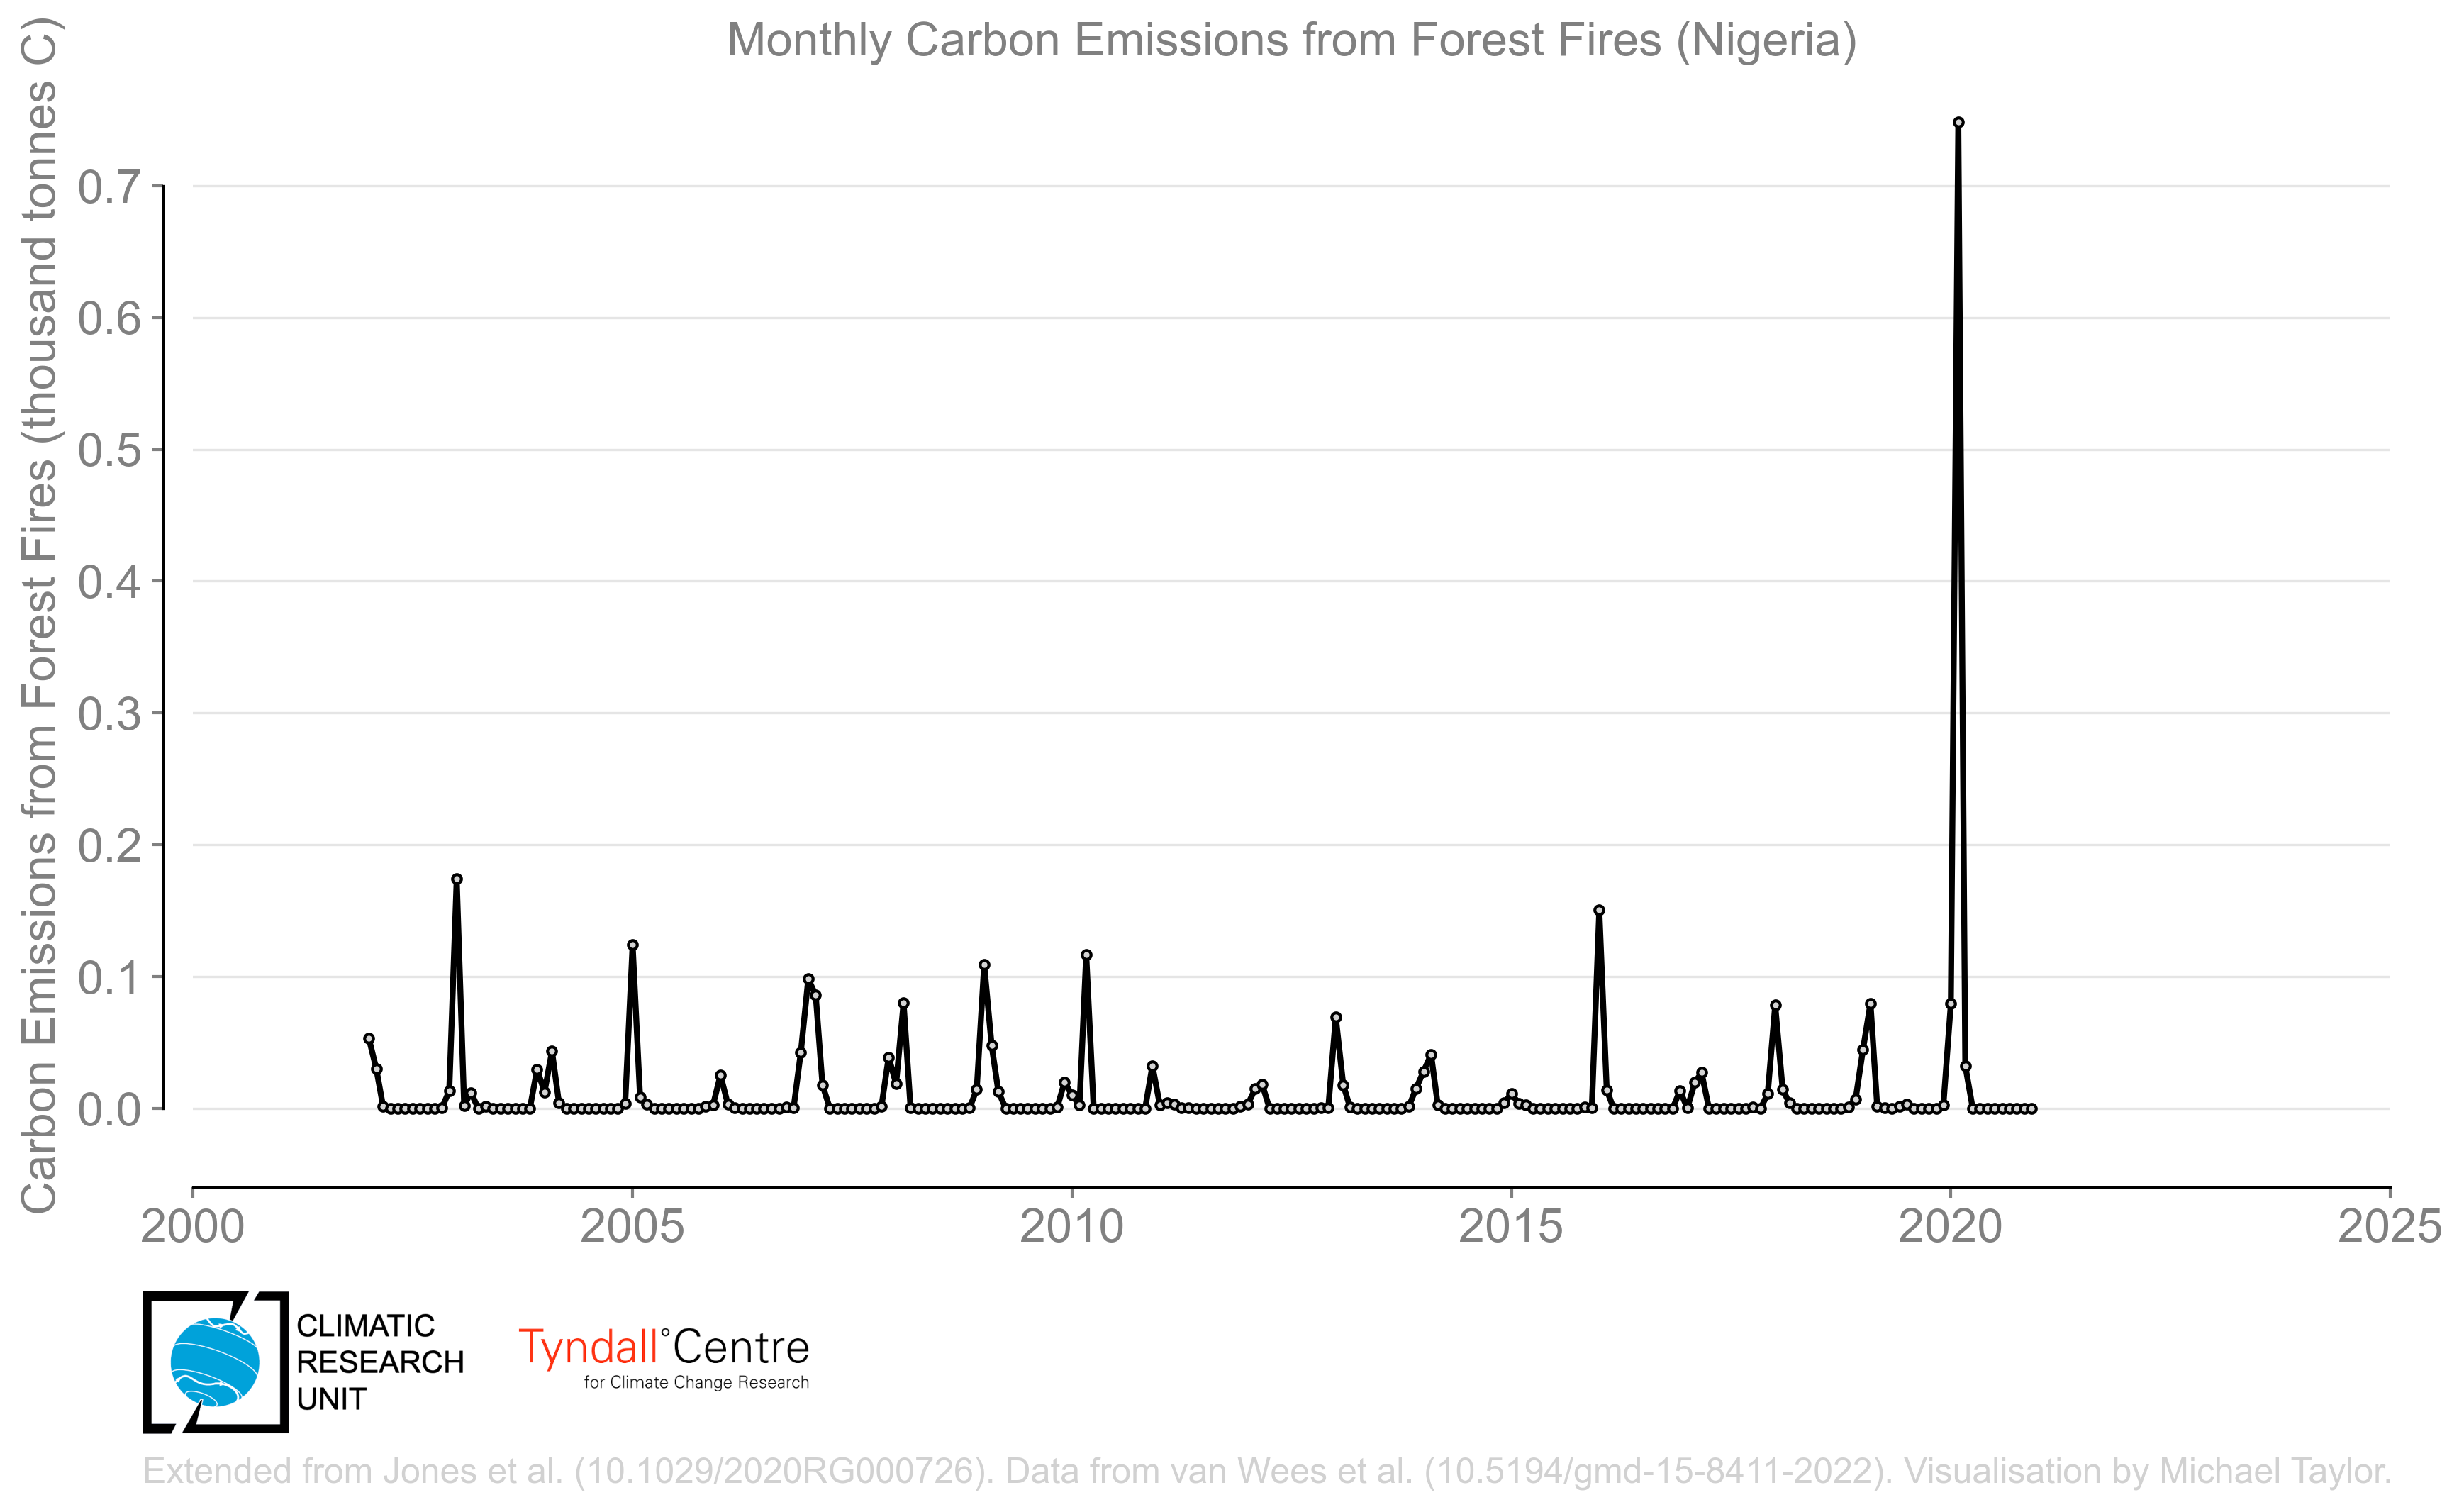 Monthly Carbon Emissions from Forest Fires (Nigeria)
Carbon Emissions from Forest Fires (thousand tonnes C)
0.7
0.6
0.5
0.4
0.3
0.2
0.1
0.0
2000 2005 2010 2015 2020 2025
CLIMATIC
RESEARCH
UNIT
Tyndall°Centre
for Climate Change Research
Extended from Jones et al. (10.1029/2020RG000726). Data from van Wees et al. (10.5194/gmd-15-8411-2022). Visualisation by Michael Taylor.